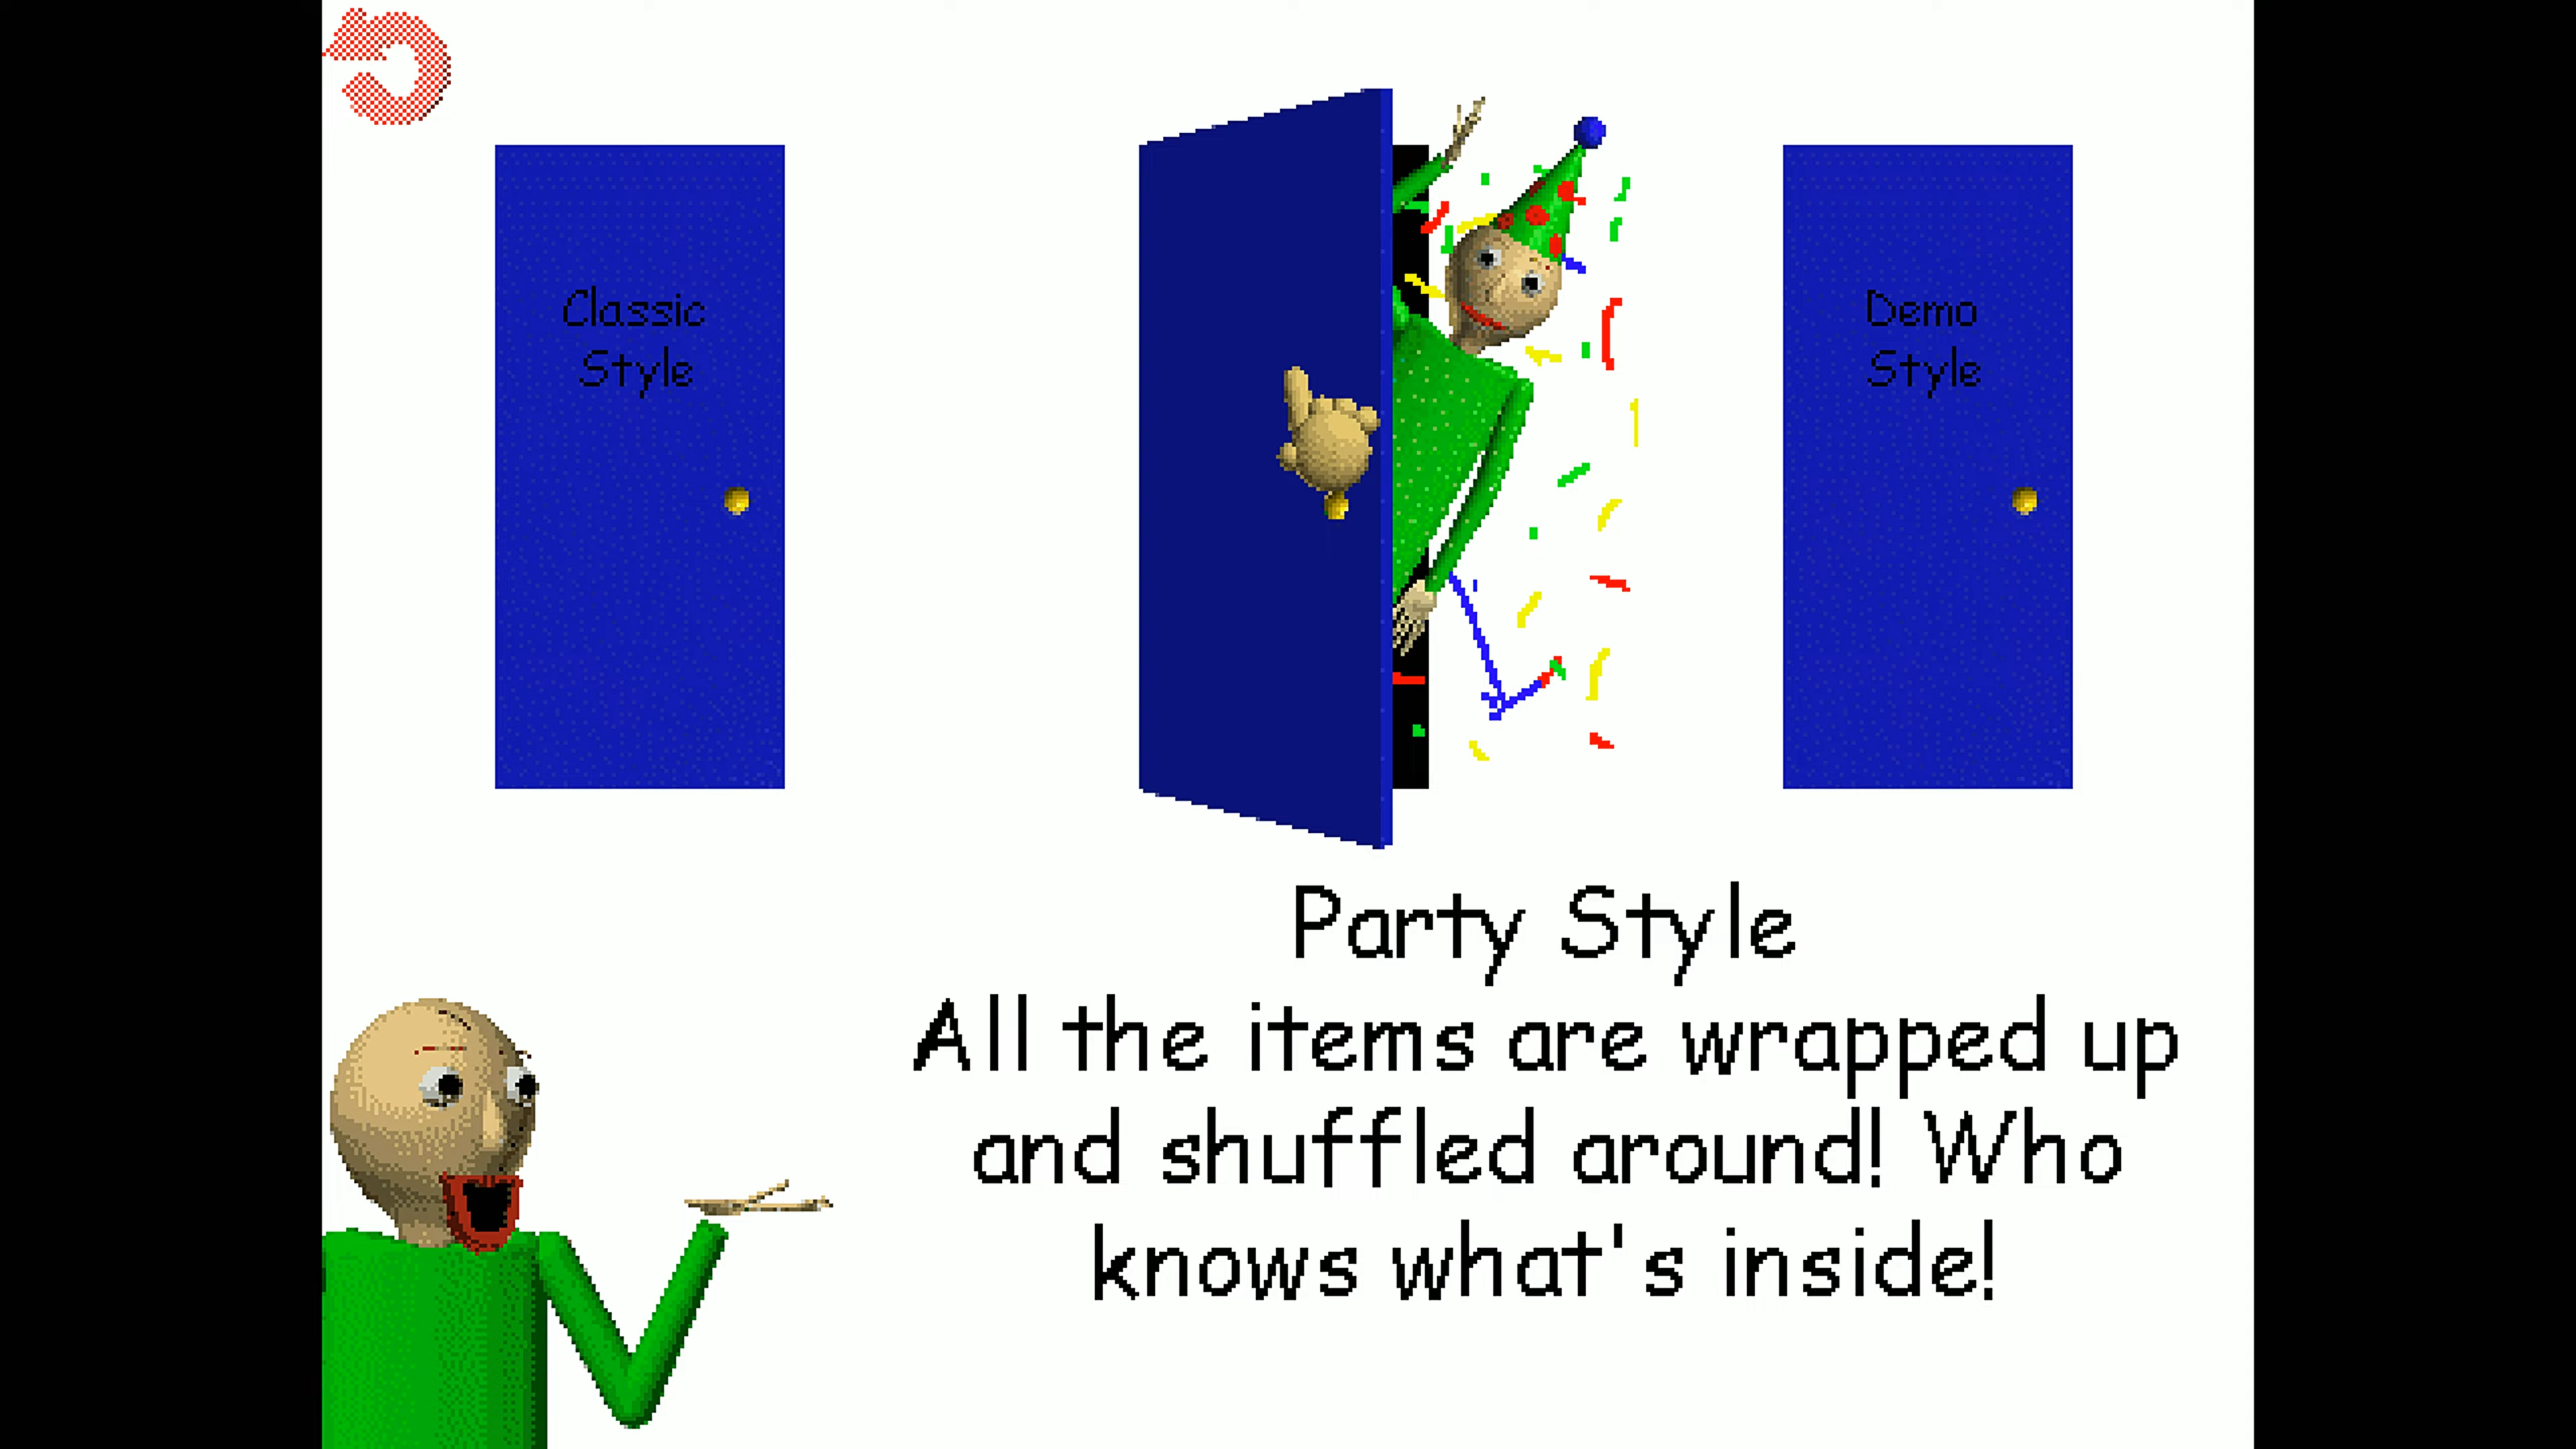 Classic
Style
Demo
Style
Party Style
All the items are wrapped up
and shuffled around! Who
knows what's inside!